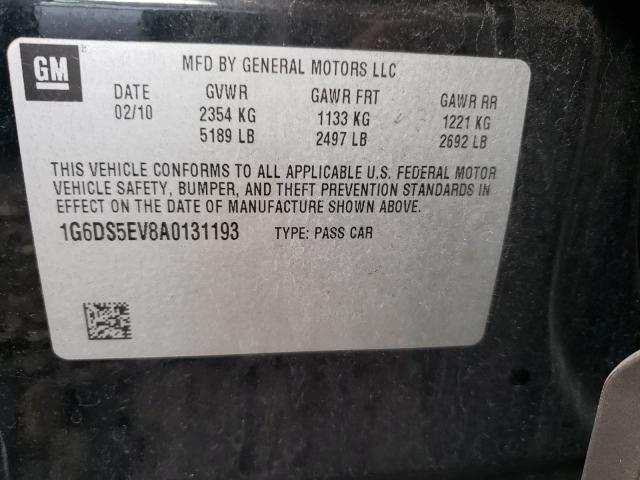 GM
MFD BY GENERAL MOTORS LLC
DATE GVWR GAWR FRT GAWR RR
02/10 2354 KG 1133 KG 1221 KG
5189 LB 2497 LB 2692 LB
THIS VEHICLE CONFORMS TO ALL APPLICABLE U.S. FEDERAL MOTOR
VEHICLE SAFETY, BUMPER, AND THEFT PREVENTION STANDARDS IN
EFFECT ON THE DATE OF MANUFACTURE SHOWN ABOVE.
1G6DS5EV8A0131193 TYPE: PASS CAR